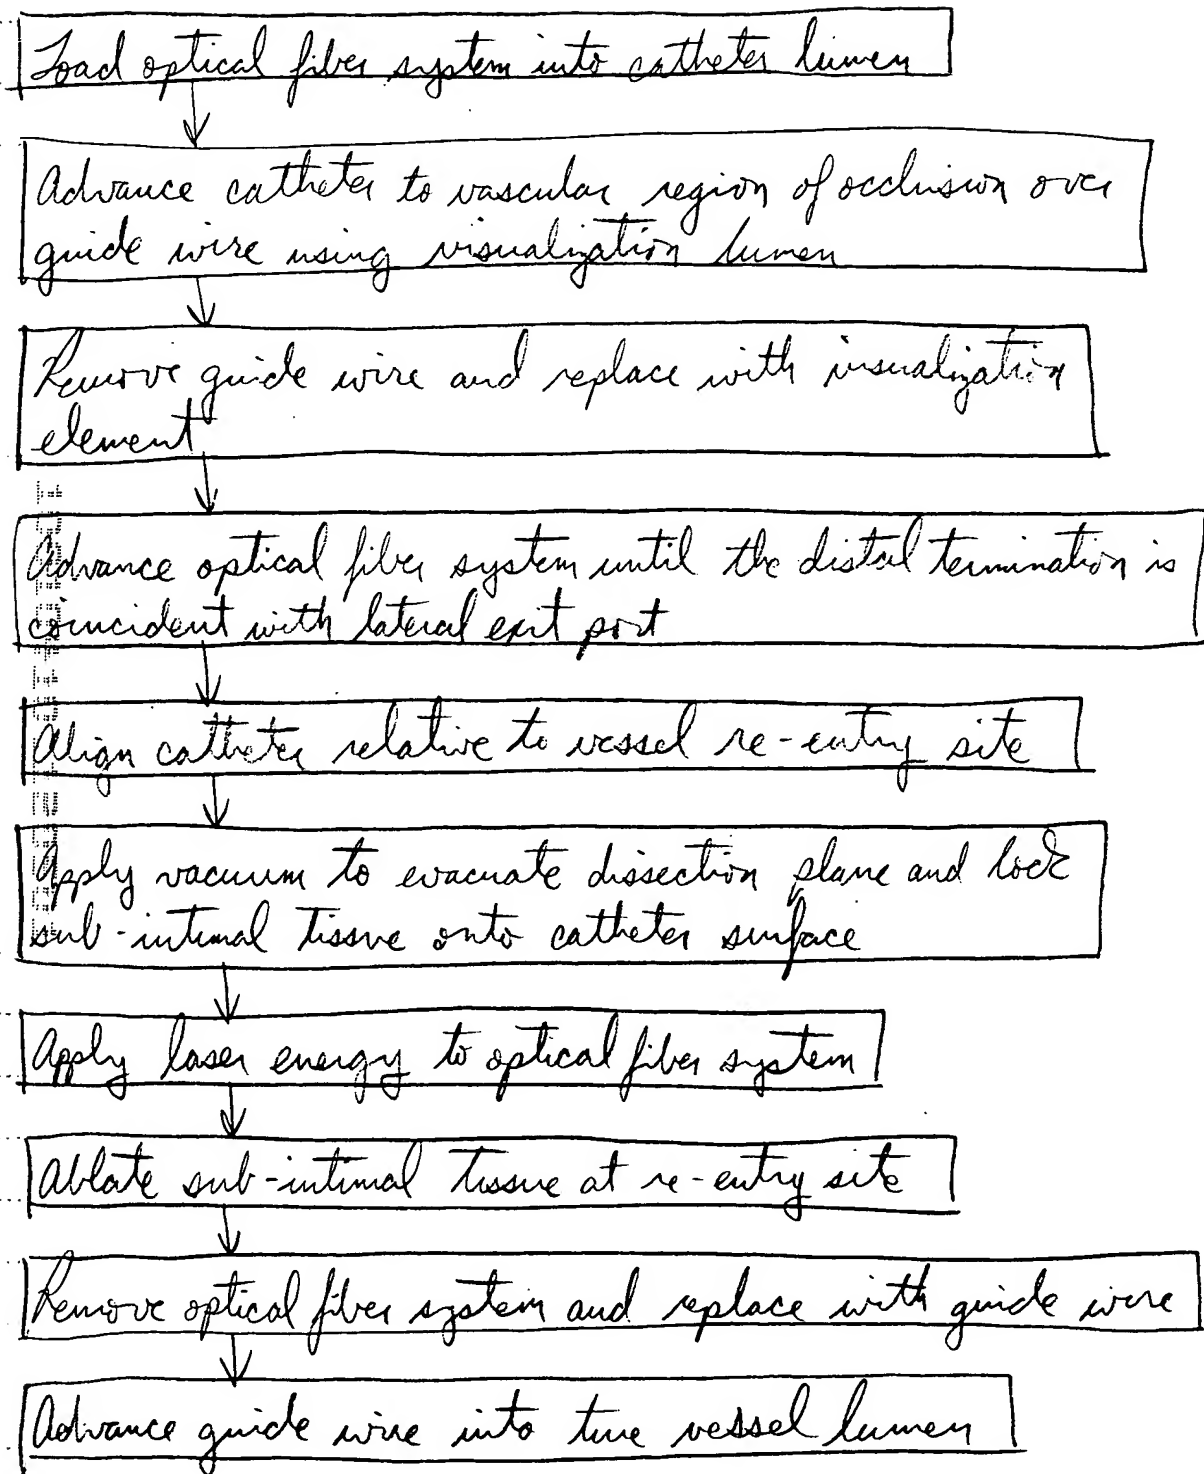 Load optical fiber system into catheter lumen
Advance catheter to vascular region of occlusion over
guide wire using visualization lumen
Remove guide wire and replace with visualization
element
Advance optical fiber system until the distal termination is
coincident with lateral exit port
Align catheter relative to vessel re-entry site
Apply vacuum to evacuate dissection plane and lock
sub-intimal tissue onto catheter surface
Apply laser energy to optical fiber system
Ablate sub-intimal tissue at re-entry site
Remove optical fiber system and replace with guide wire
Advance guide wire into true vessel lumen